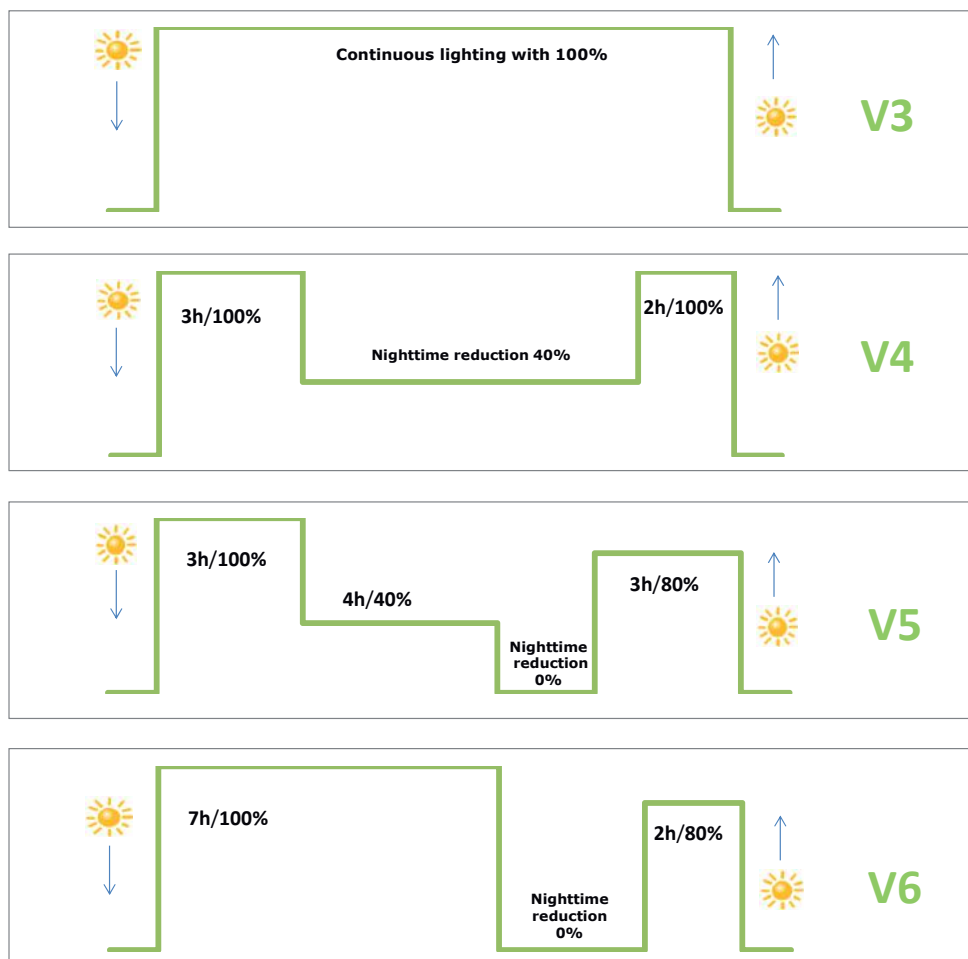 Continuous lighting with 100%
V3
3h/100%
2h/100%
Nighttime reduction 40%
V4
3h/100%
4h/40%
3h/80%
Nighttime
reduction
0%
V5
7h/100%
2h/80%
Nighttime
reduction
0%
V6